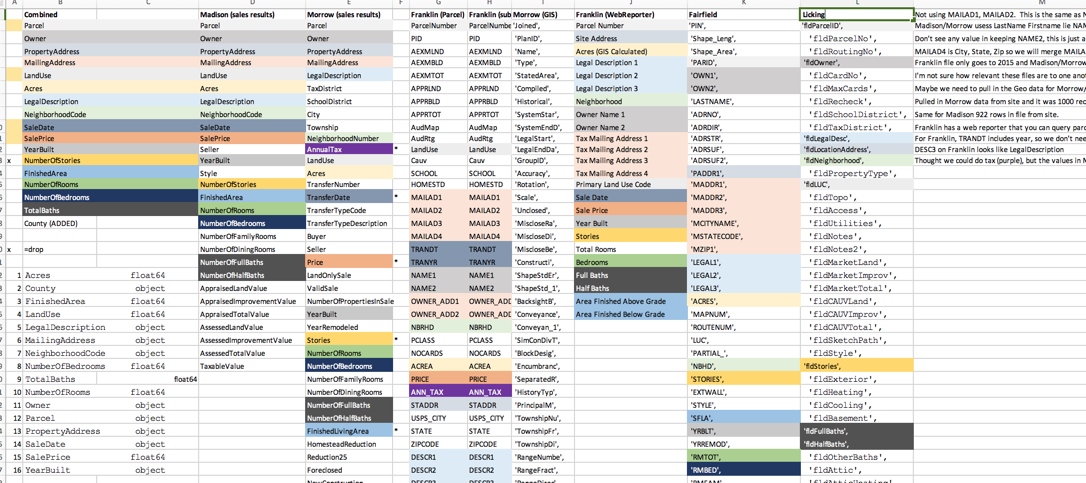 A B C D E F G H I J K L M
Combined Madison (sales results) Morrow (sales results) Franklin (Parcel) Franklin (sub Morrow (GIS) Franklin (WebReporter) Fairfield Licking Not using MAILAD1, MAILAD2. This is the same as
Parcel Parcel Parcel ParcelNumber ParcelNumber 'Joined', Parcel 'PIN', 'fldParcelID', Madison/Morrow usess LastName Firstname
Owner Owner Owner PID PID 'PlanID', Site Address 'Shape_Leng', 'fldParcelNo', Don't see any value in keeping NAME2, this is just a
PropertyAddress PropertyAddress PropertyAddress AEXMLND AEXMLND 'Name', Acres (GIS Calculated) 'Shape_Area', 'fldRoutingNo', MAILAD4 is City, State, Zip so we will merge
MailingAddress MailingAddress MailingAddress AEXMBLD AEXMBLD 'Type', Legal Description 1 'PARID', 'fldOwner', Franklin file only goes to 2015 and
LandUse LandUse LegalDescription AEXMTOT AEXMTOT 'StatedArea', Legal Description 2 'OWN1', 'fldCardNo', I'm not sure how relevant these files are to one
Acres Acres TaxDistrict APPRLND APPRLND 'Compiled', Legal Description 3 'OWN2', 'fldMaxCards', Maybe we need to pull in the Geo data for
LegalDescription LegalDescription SchoolDistrict APPRBLD APPRBLD 'Historical', Neighborhood 'LASTNAME', 'fldRecheck', Pulled in Morrow data from site and it was 1000
NeighborhoodCode NeighborhoodCode City APPRTOT APPRTOT 'SystemStar', Owner Name 1 'ADRNO', 'fldSchoolDistrict', Same for Madison 922 rows in file from site.
SaleDate SaleDate Township AudMap AudMap 'SystemEndD', Owner Name 2 'ADRDIR', 'fldTaxDistrict', Franklin has a web reporter that you can query
SalePrice SalePrice NeighborhoodNumber AudRtg AudRtg 'LegalStart', Tax Mailing Address 1 'ADRSTR', 'fldLegalDesc', For Franklin, TRANDT includes year, so we don't
YearBuilt Seller AnnualTax * LandUse LandUse 'LegalEndDa', Tax Mailing Address 2 'ADRSUF', 'fldLocationAddress', DESC3 on Franklin looks like LegalDescription
x NumberOfStories YearBuilt LandUse Cauv Cauv 'GroupID', Tax Mailing Address 3 'ADRSUF2', 'fldNeighborhood', Thought we could do tax (purple), but the values in
FinishedArea Style Acres SCHOOL SCHOOL 'Accuracy', Tax Mailing Address 4 'PADDR1', 'fldPropertyType',
NumberOfRooms NumberOfStories TransferNumber HOMESTD HOMESTD 'Rotation', Primary Land Use Code 'MADDR1', 'fldLUC',
NumberOfBedrooms FinishedArea TransferDate * MAILAD1 MAILAD1 'Scale', Sale Date 'MADDR2', 'fldTopo',
TotalBaths NumberOfRooms TransferTypeCode MAILAD2 MAILAD2 'Unclosed', Sale Price 'MADDR3', 'fldAccess',
County (ADDED) NumberOfBedrooms TransferTypeDescription MAILAD3 MAILAD3 'MiscloseRa', Year Built 'MCITYNAME', 'fldUtilities',
NumberOfFamilyRooms Buyer MAILAD4 MAILAD4 'MiscloseDi', Stories 'MSTATECODE', 'fldNotes',
x =drop NumberOfDiningRooms Seller TRANDT TRANDT 'MiscloseBe', Total Rooms 'MZIP1', 'fldNotes2',
NumberOfFullBaths Price * TRANYR TRANYR 'Constructi', Bedrooms 'LEGAL1', 'fldMarketLand',
1 Acres float64 NumberOfHalfBaths LandOnlySale NAME1 NAME1 'ShapeStdEr', Full Baths 'LEGAL2', 'fldMarketImprov',
2 County object AppraisedLandValue ValidSale NAME2 NAME2 'ShapeStd_1', Half Baths 'LEGAL3', 'fldMarketTotal',
3 FinishedArea float64 AppraisedImprovementValue NumberOfPropertiesInSale OWNER_ADD1 OWNER_ADD 'BacksightB', Area Finished Above Grade 'ACRES', 'fldCAUVLand',
4 LandUse float64 AppraisedTotalValue YearBuilt OWNER_ADD2 OWNER_ADD 'Conveyance', Area Finished Below Grade 'MAPNUM', 'fldCAUVImprov',
5 LegalDescription object AssessedLandValue YearRemodeled NBRHD NBRHD 'Conveyan_1', 'ROUTENUM', 'fldCAUVTotal',
6 MailingAddress object AssessedImprovementValue Stories * PCLASS PCLASS 'SimConDivT', 'LUC', 'fldSketchPath',
7 NeighborhoodCode object AssessedTotalValue NumberOfRooms NOCARDS NOCARDS 'BlockDesig', 'PARTIAL_', 'fldStyle',
8 NumberOfBedrooms float64 TaxableValue NumberOfBedrooms ACREA ACREA 'Encumbranc', 'NBHD', 'fldStories',
9 TotalBaths float64 NumberOfFamilyRooms PRICE PRICE 'SeparatedR', 'STORIES', 'fldExterior',
10 NumberOfRooms float64 NumberOfDiningRooms ANN_TAX ANN_TAX 'HistoryTyp', 'EXTWALL', 'fldHeating',
11 Owner object NumberOfFullBaths STADDR STADDR 'PrincipalM', 'STYLE', 'fldCooling',
12 Parcel object NumberOfHalfBaths USPS_CITY USPS_CITY 'TownshipNu', 'SFLA', 'fldBasement',
13 PropertyAddress object FinishedLivingArea * STATE STATE 'TownshipFr', 'YRBLT', 'fldFullBaths',
14 SaleDate object HomesteadReduction ZIPCODE ZIPCODE 'TownshipDi', 'YRREMOD', 'fldHalfBaths',
15 SalePrice float64 Reduction25 DESCR1 DESCR1 'RangeNumbe', 'RMTOT', 'fldOtherBaths',
16 YearBuilt object Foreclosed DESCR2 DESCR2 'RangeFract', 'RMBED', 'fldAttic',